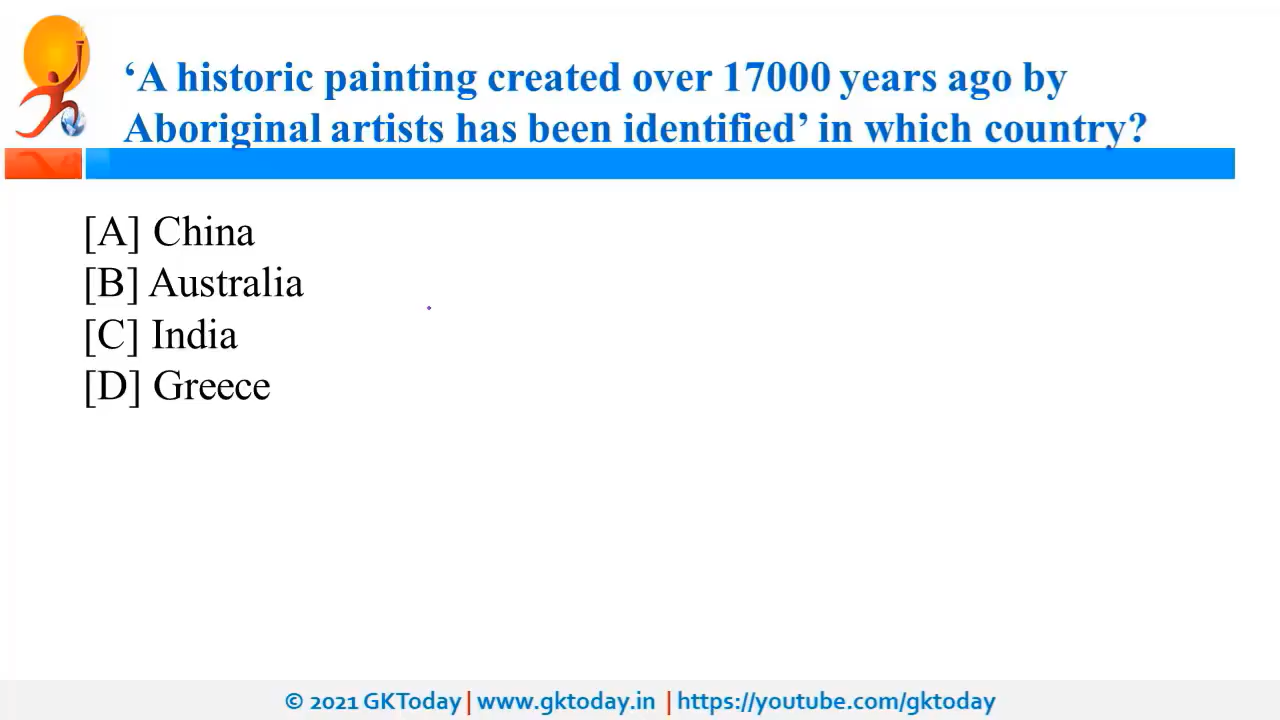 ‘A historic painting created over 17000 years ago by
Aboriginal artists has been identified’ in which country?
[A] China
[B] Australia
[C] India
[D] Greece
© 2021 GKToday | www.gktoday.in | https://youtube.com/gktoday